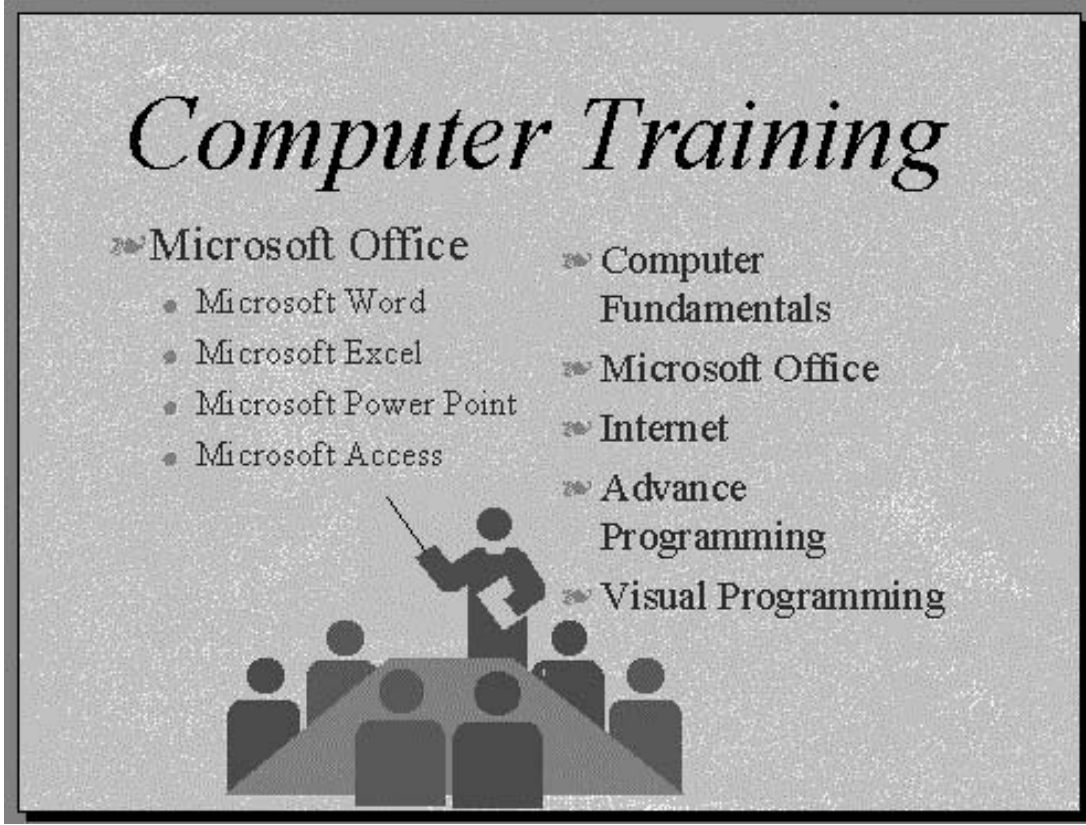 Computer Training
Microsoft Office
Microsoft Word
Microsoft Excel
Microsoft Power Point
Microsoft Access
Computer
Fundamentals
Microsoft Office
Internet
Advance
Programming
Visual Programming